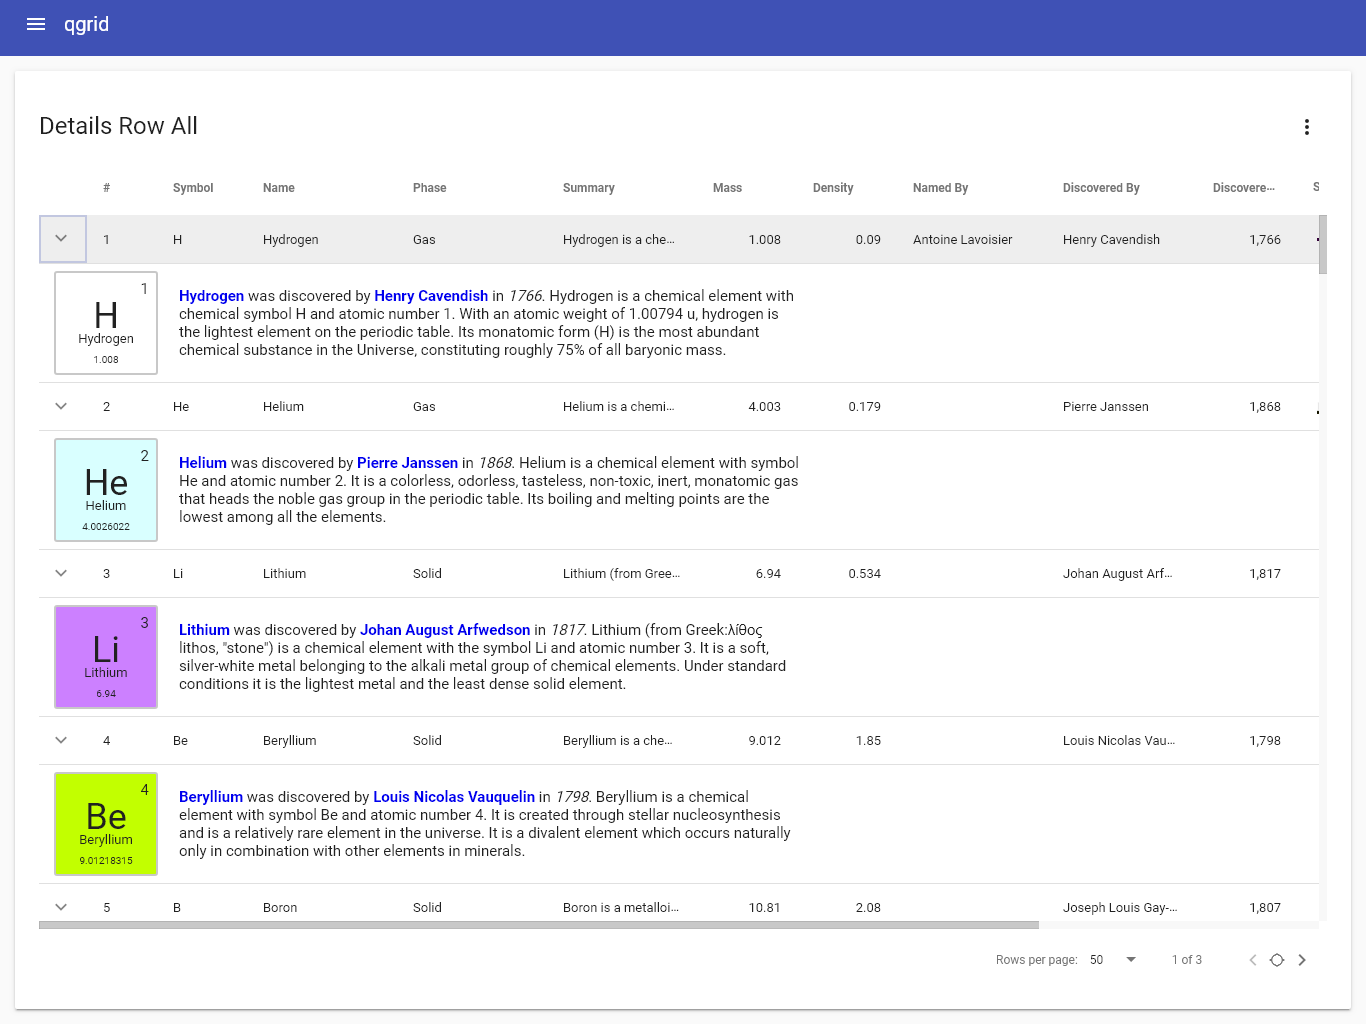 qgrid
Details Row All
# Symbol Name Phase Summary Mass Density Named By Discovered By Discovere… S
1 H Hydrogen Gas Hydrogen is a che… 1.008 0.09 Antoine Lavoisier Henry Cavendish 1,766
1
H
Hydrogen
1.008
Hydrogen was discovered by Henry Cavendish in 1766. Hydrogen is a chemical element with
chemical symbol H and atomic number 1. With an atomic weight of 1.00794 u, hydrogen is
the lightest element on the periodic table. Its monatomic form (H) is the most abundant
chemical substance in the Universe, constituting roughly 75% of all baryonic mass.
2 He Helium Gas Helium is a chemi… 4.003 0.179 Pierre Janssen 1,868
2
He
Helium
4.0026022
Helium was discovered by Pierre Janssen in 1868. Helium is a chemical element with symbol
He and atomic number 2. It is a colorless, odorless, tasteless, non-toxic, inert, monatomic gas
that heads the noble gas group in the periodic table. Its boiling and melting points are the
lowest among all the elements.
3 Li Lithium Solid Lithium (from Gree… 6.94 0.534 Johan August Arf… 1,817
3
Li
Lithium
6.94
Lithium was discovered by Johan August Arfwedson in 1817. Lithium (from Greek:λίθος
lithos, "stone") is a chemical element with the symbol Li and atomic number 3. It is a soft,
silver-white metal belonging to the alkali metal group of chemical elements. Under standard
conditions it is the lightest metal and the least dense solid element.
4 Be Beryllium Solid Beryllium is a che… 9.012 1.85 Louis Nicolas Vau… 1,798
4
Be
Beryllium
9.01218315
Beryllium was discovered by Louis Nicolas Vauquelin in 1798. Beryllium is a chemical
element with symbol Be and atomic number 4. It is created through stellar nucleosynthesis
and is a relatively rare element in the universe. It is a divalent element which occurs naturally
only in combination with other elements in minerals.
5 B Boron Solid Boron is a metalloi… 10.81 2.08 Joseph Louis Gay-… 1,807
Rows per page: 50 1 of 3